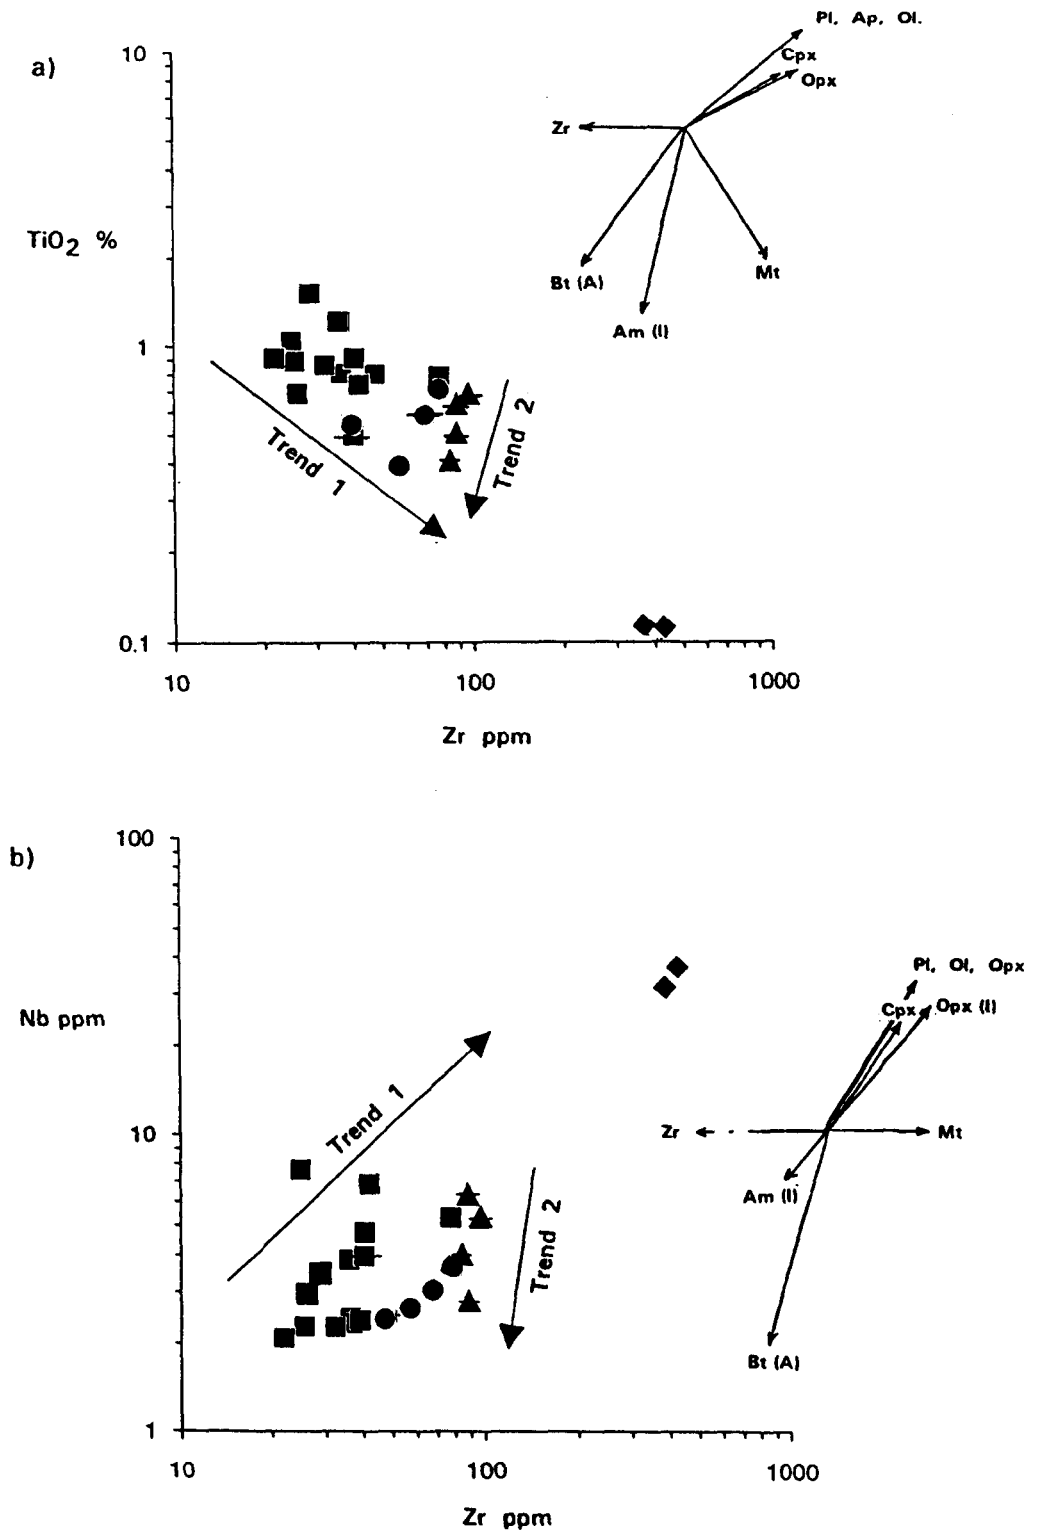 a)
Pl, Ap, Ol.
Cpx
Opx
Zr
Bt (A)
Am (I)
Mt
10
TiO2 %
1
0.1
Trend 1
Trend 2
10 100 1000
Zr ppm
b)
100
Nb ppm
10
1
Trend 1
Trend 2
Pl, Ol, Opx
Cpx
Opx (I)
Zr
Mt
Am (I)
Bt (A)
10 100 1000
Zr ppm